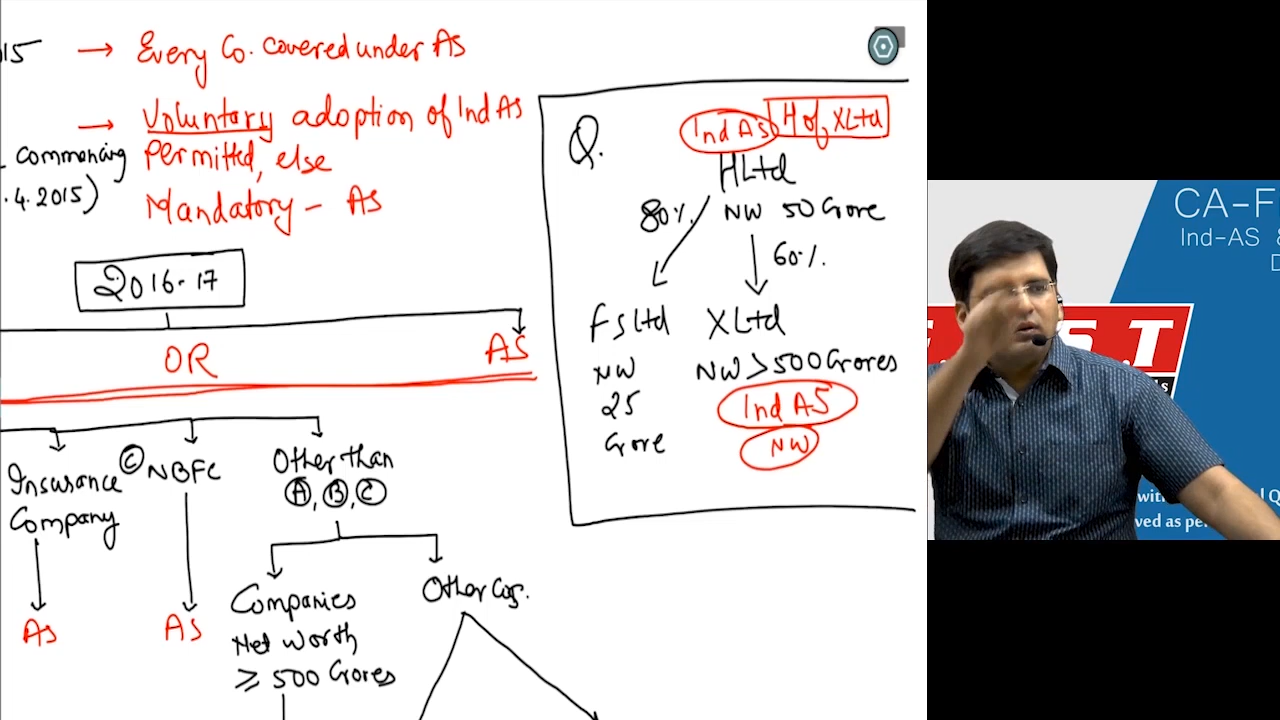 015 → Every Co. covered under AS
→ Voluntary adoption of Ind AS
Commencing Permitted, else
.4.2015) Mandatory - AS
2016-17
OR
AS
Insurance
Company
AS
C NBFC
AS
Other than
A, B, C
Companies
Net worth
≥ 500 Crores
Other Cos.
Q.
Ind AS H of X Ltd
H Ltd
80% NW 50 Crore
60%
FS Ltd X Ltd
NW NW > 500 Crores
25 Ind AS
Crore NW
CA-F
Ind-AS &
D
S.T